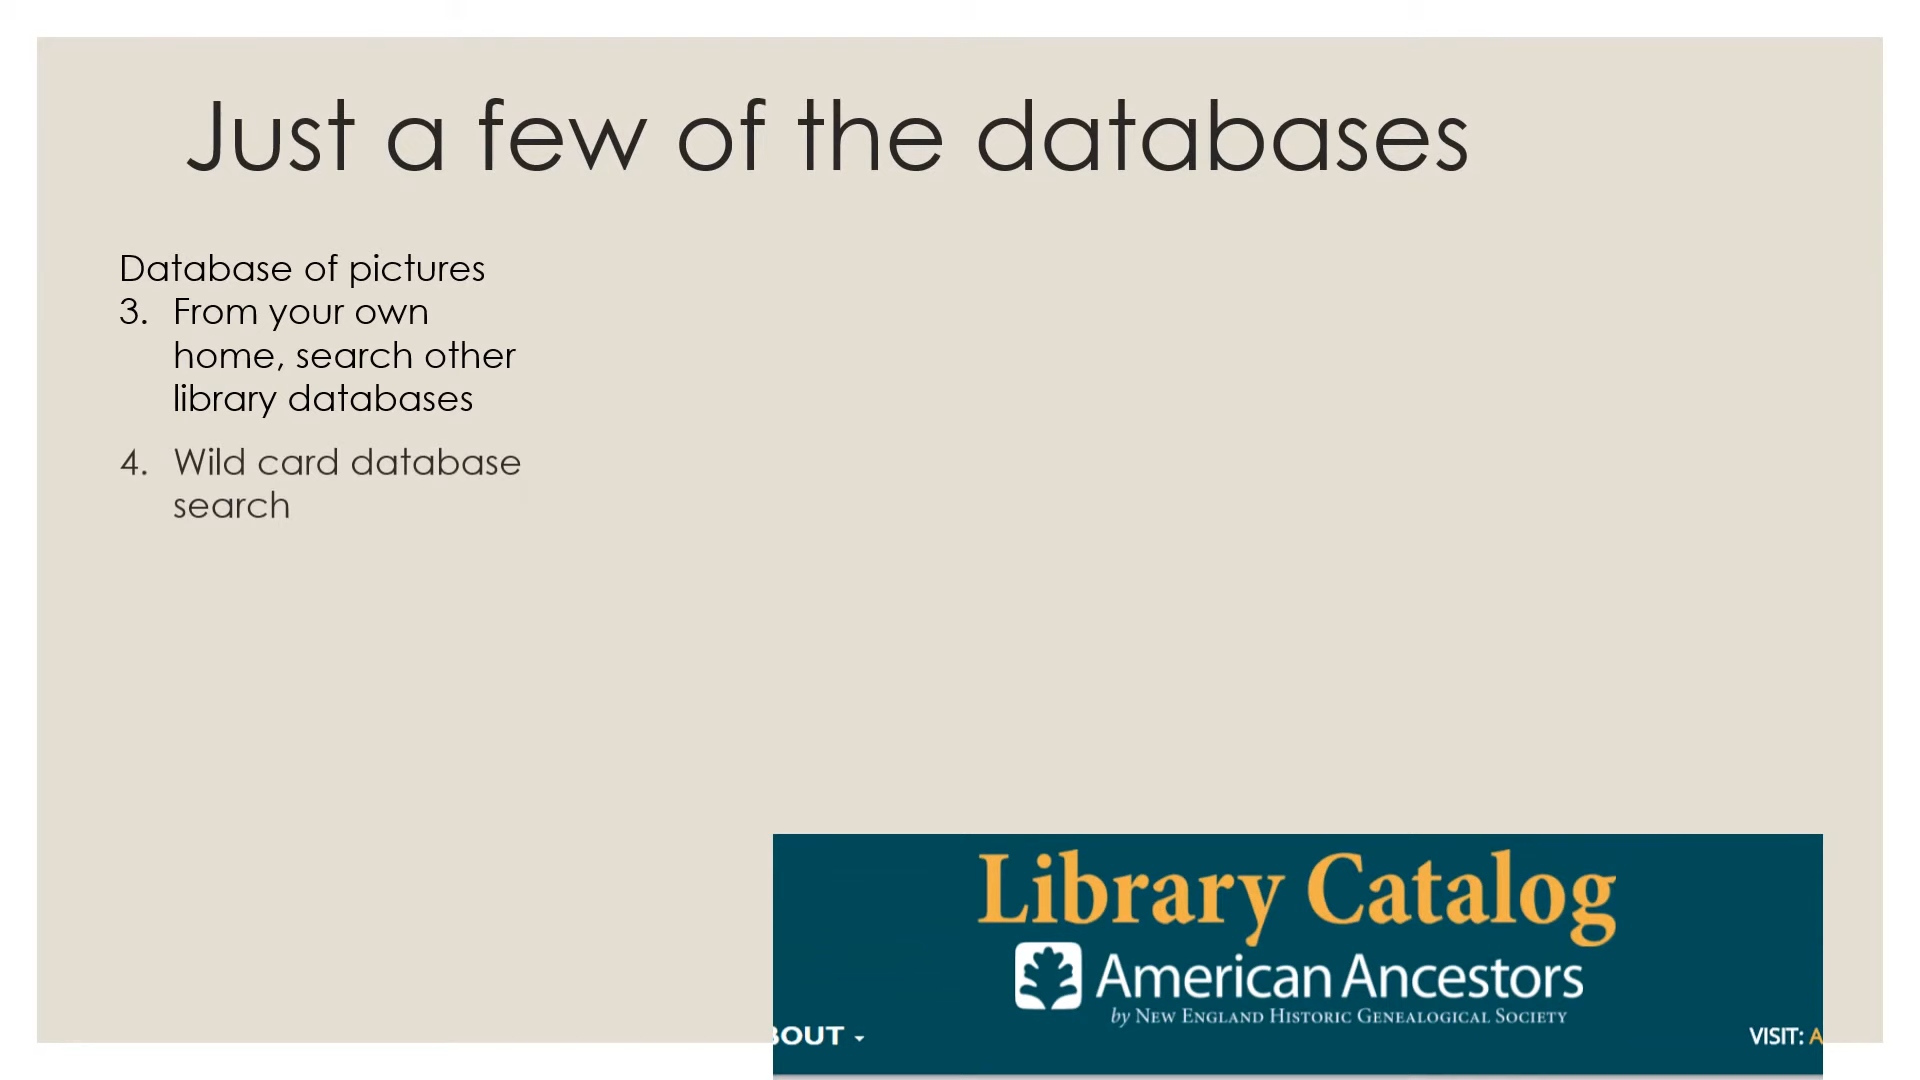 Just a few of the databases
Database of pictures
3. From your own
home, search other
library databases
4. Wild card database
search
Library Catalog
American Ancestors
by New England Historic Genealogical Society
BOUT
VISIT: A